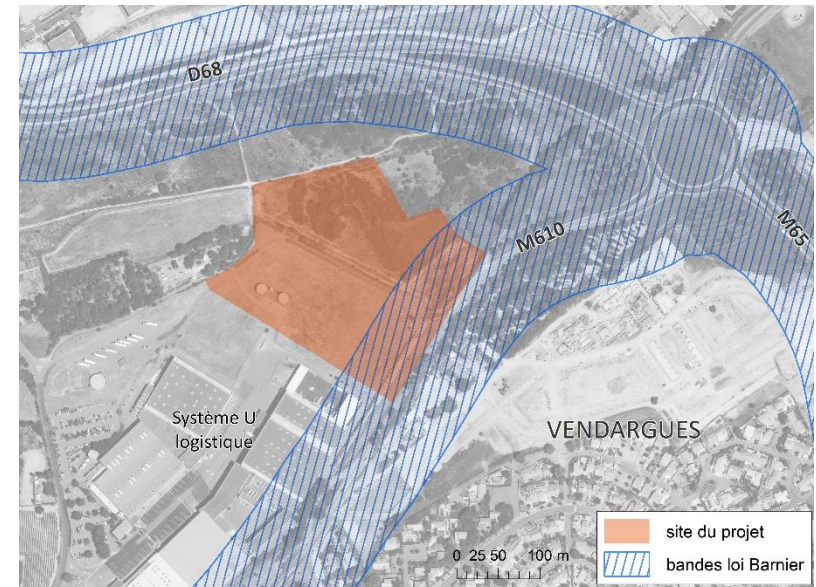 D68
M610
M65
Système U
logistique
VENDARGUES
0 25 50 100 m
site du projet
bandes loi Barnier